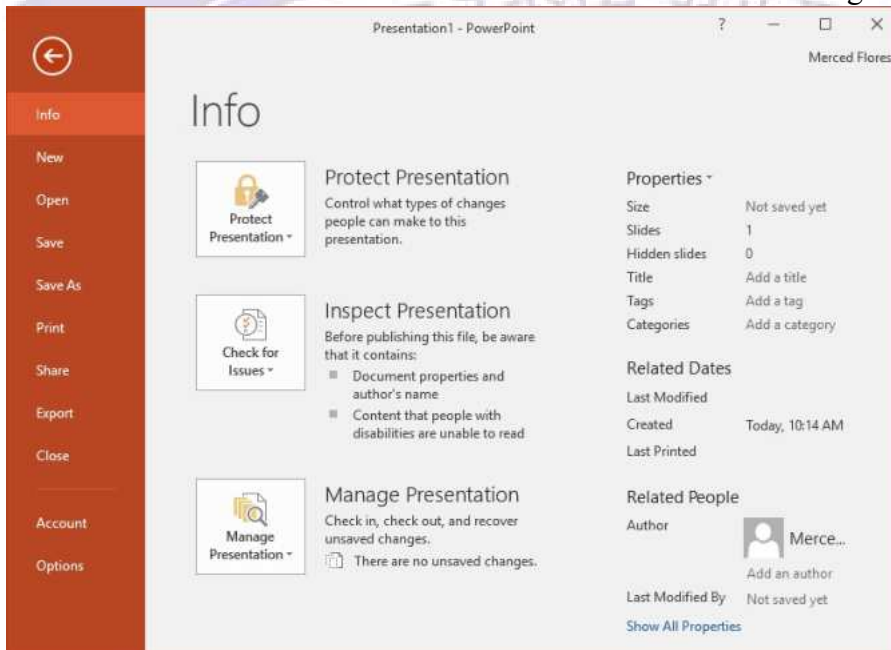 Presentation1 - PowerPoint
?
Merced Flores
Info
New
Open
Save
Save As
Print
Share
Export
Close
Account
Options
Info
Protect Presentation
Protect
Presentation
Control what types of changes
people can make to this
presentation.
Inspect Presentation
Check for
Issues
Before publishing this file, be aware
that it contains:
Document properties and
author's name
Content that people with
disabilities are unable to read
Manage Presentation
Manage
Presentation
Check in, check out, and recover
unsaved changes.
There are no unsaved changes.
Properties
Size Not saved yet
Slides 1
Hidden slides 0
Title Add a title
Tags Add a tag
Categories Add a category
Related Dates
Last Modified
Created Today, 10:14 AM
Last Printed
Related People
Author Merce...
Add an author
Last Modified By Not saved yet
Show All Properties